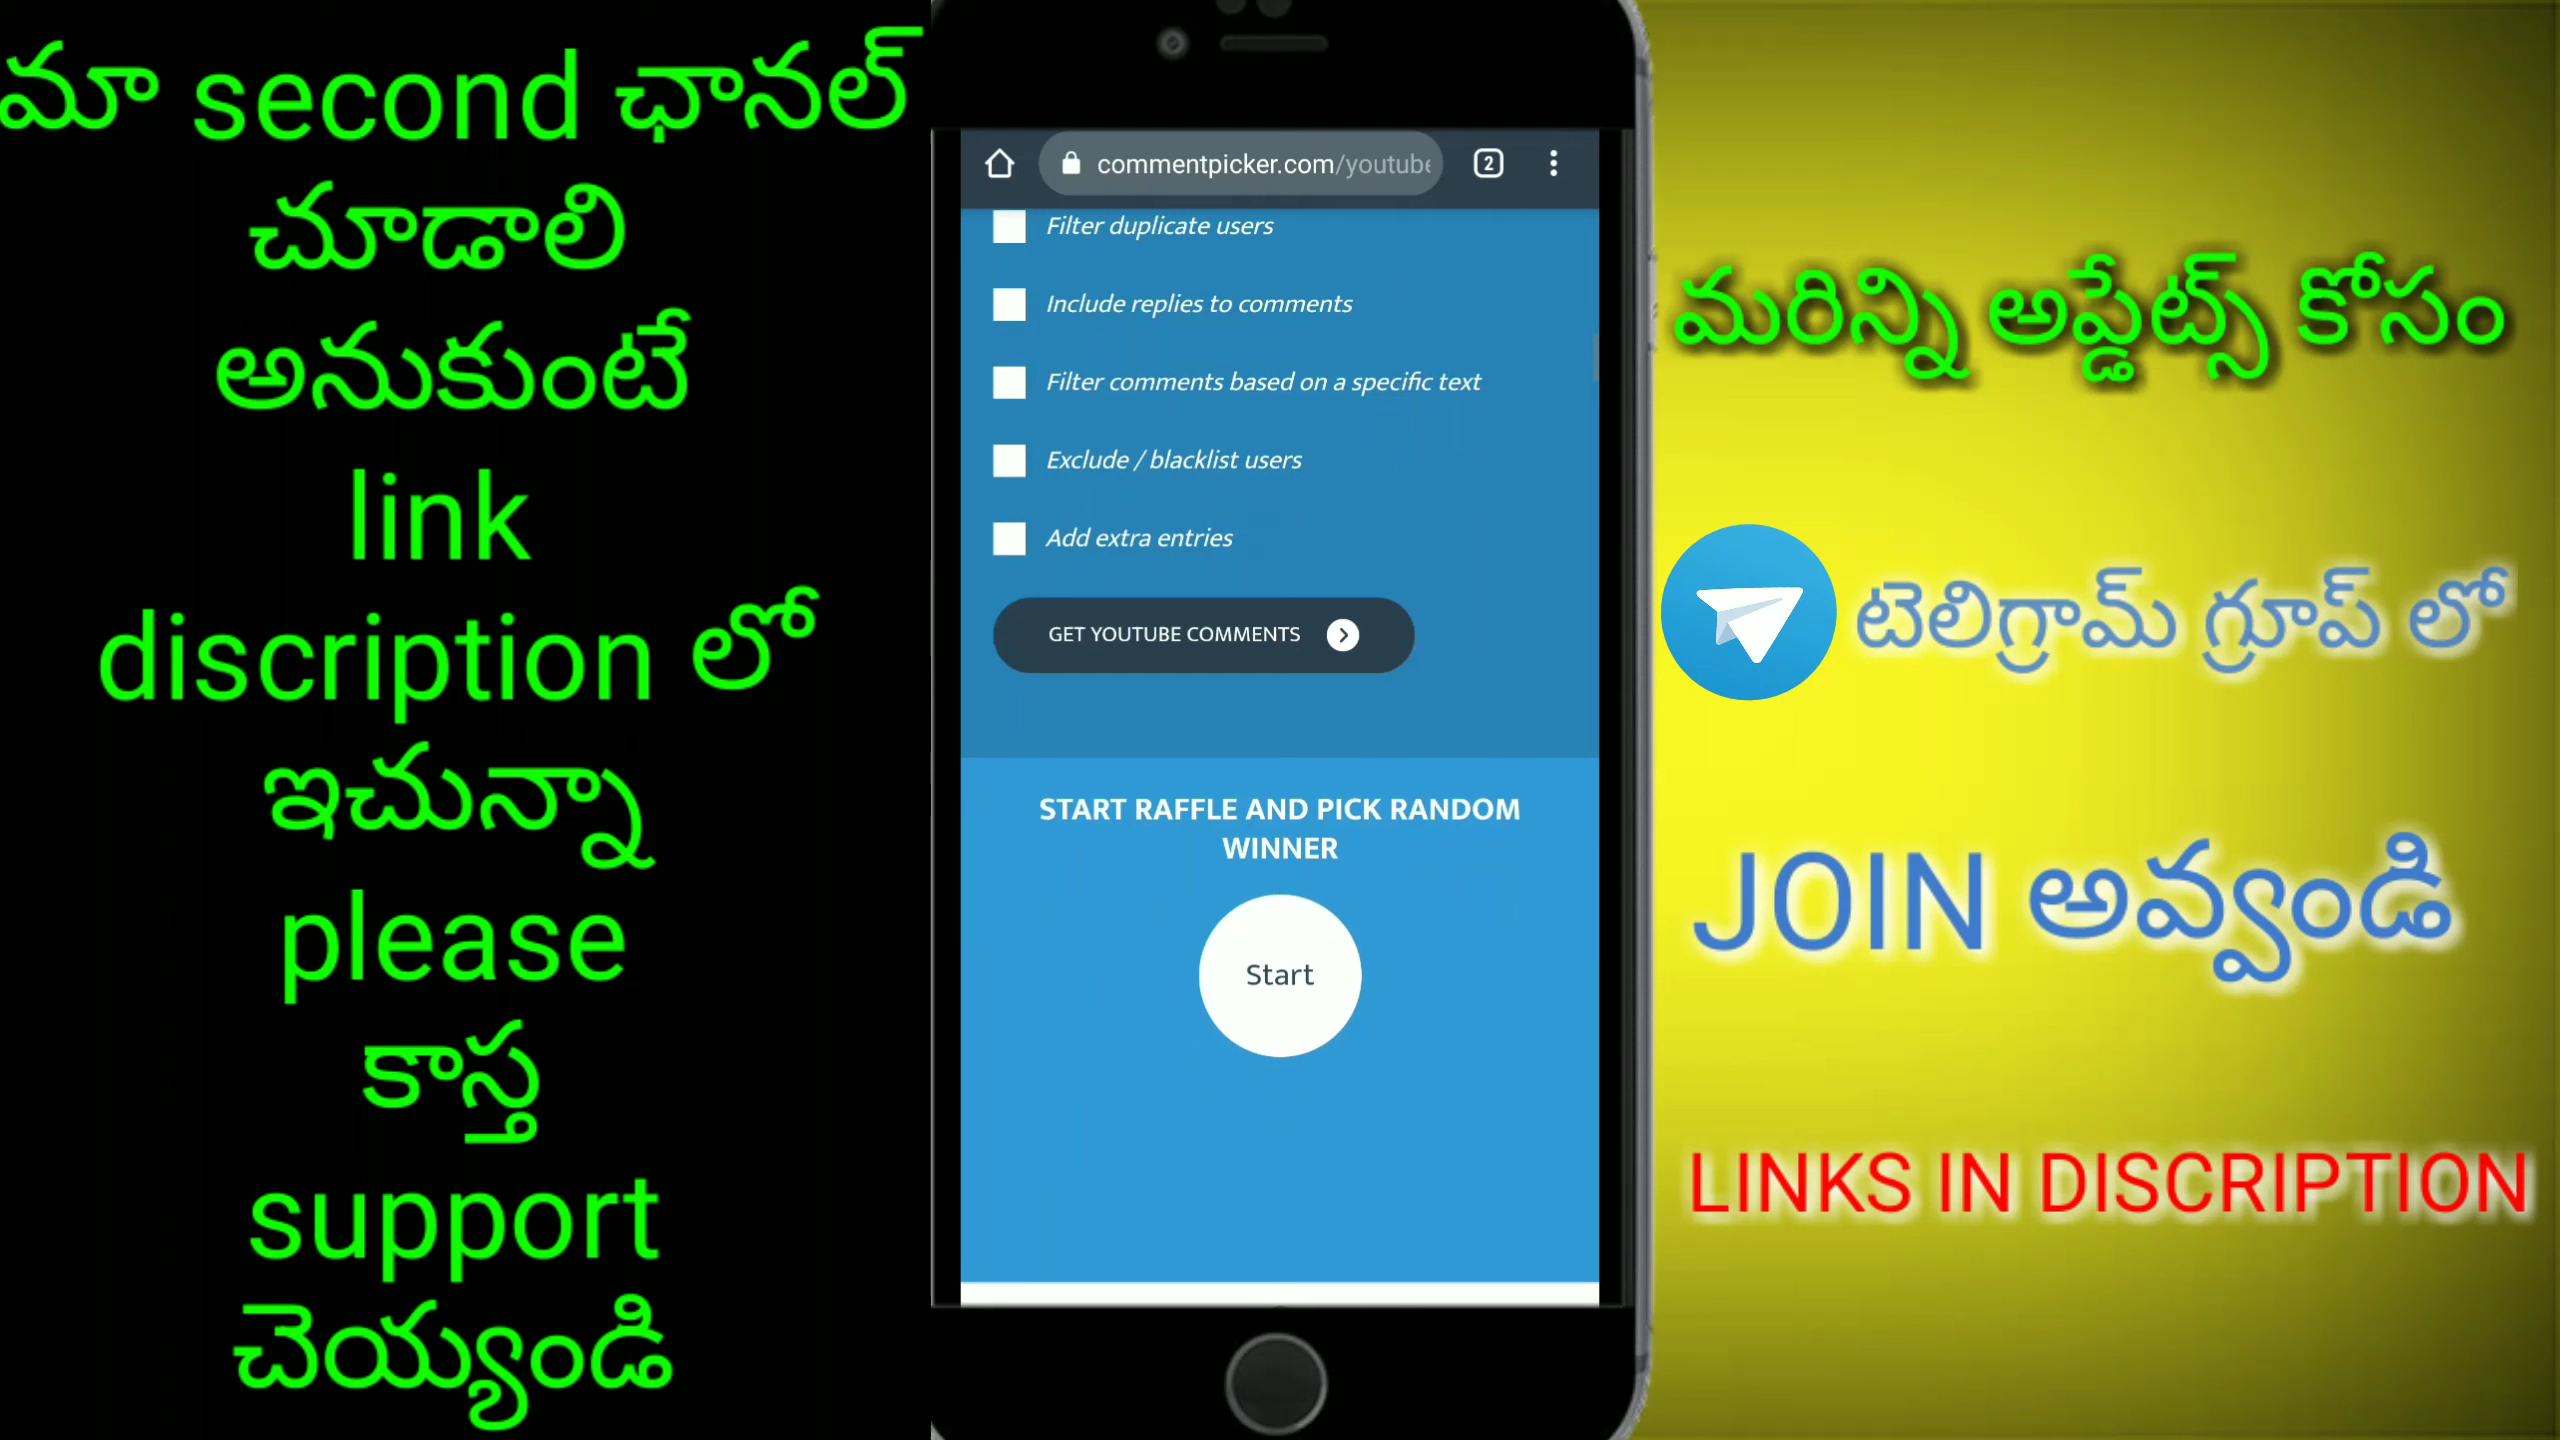 మా second ఛానల్
చూడాలి
అనుకుంటే
link
discription లో
ఇచున్నా
please
కాస్త
support
చెయ్యండి
commentpicker.com/youtube
2
Filter duplicate users
Include replies to comments
Filter comments based on a specific text
Exclude / blacklist users
Add extra entries
GET YOUTUBE COMMENTS
START RAFFLE AND PICK RANDOM
WINNER
Start
మరిన్ని అప్డేట్స్ కోసం
టెలిగ్రామ్ గ్రూప్ లో
JOIN అవ్వండి
LINKS IN DISCRIPTION